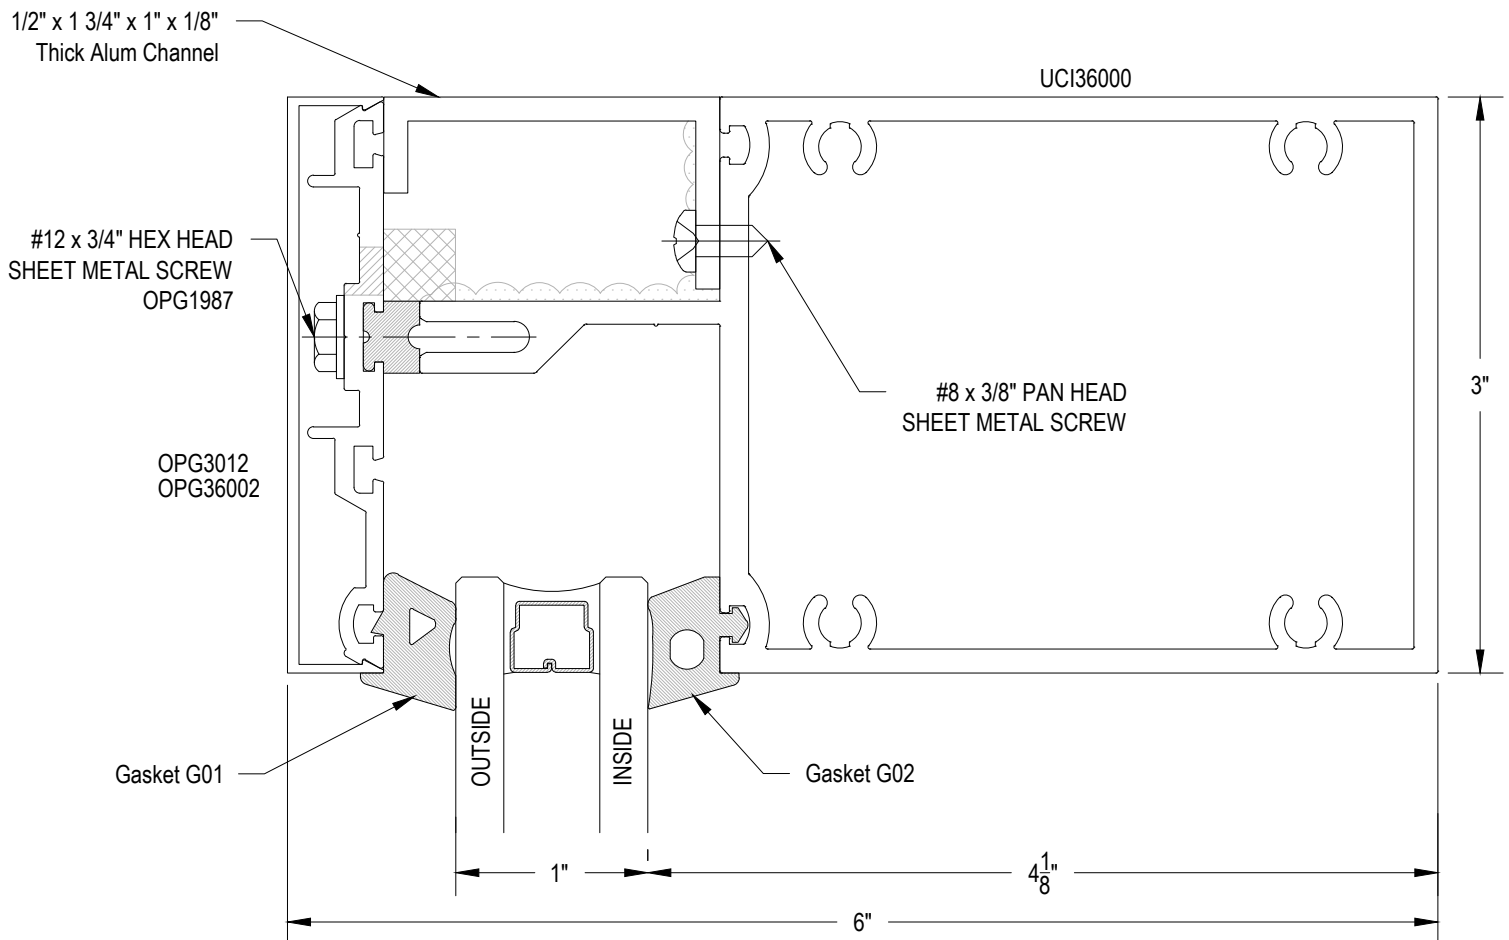 1/2" x 1 3/4" x 1" x 1/8"
Thick Alum Channel
UCI36000
#12 x 3/4" HEX HEAD
SHEET METAL SCREW
OPG1987
#8 x 3/8" PAN HEAD
SHEET METAL SCREW
3"
OPG3012
OPG36002
OUTSIDE
INSIDE
Gasket G01
Gasket G02
1"
4 1/8"
6"